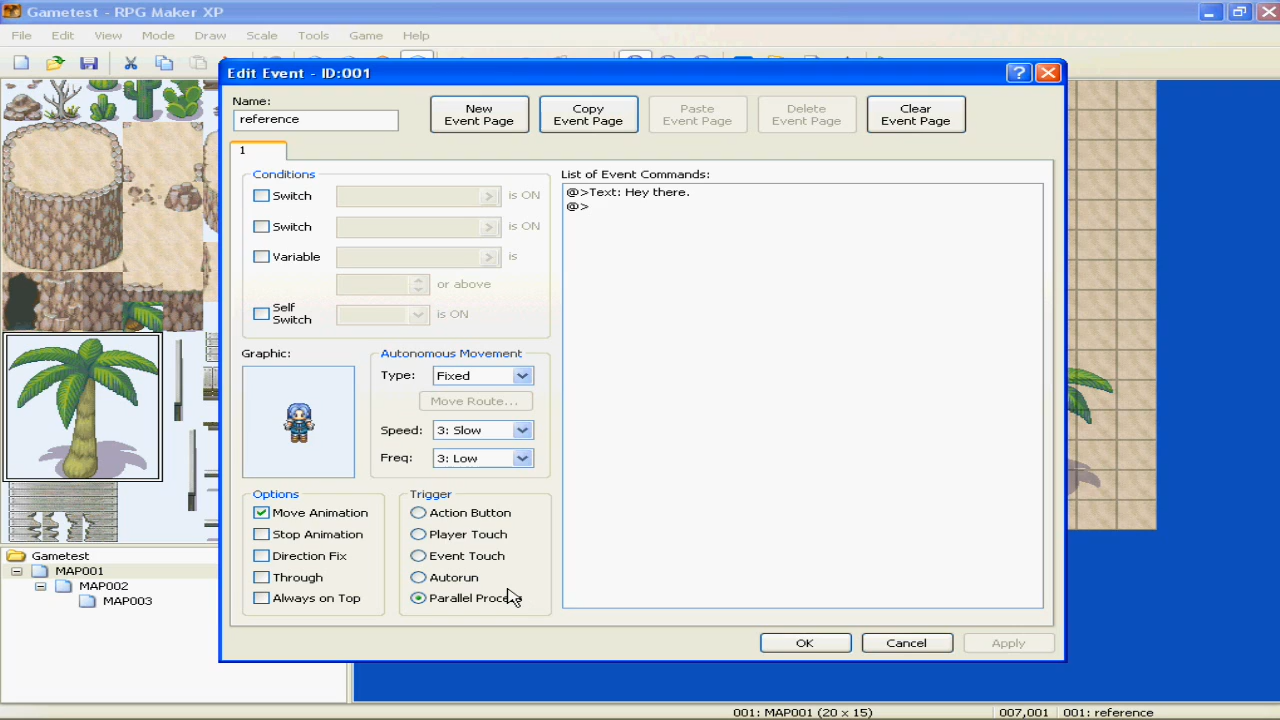 Gametest - RPG Maker XP
File Edit View Mode Draw Scale Tools Game Help
Edit Event - ID:001
Name:
reference
New Event Page
Copy Event Page
Paste Event Page
Delete Event Page
Clear Event Page
1
Conditions
Switch is ON
Switch is ON
Variable is
or above
Self Switch is ON
Graphic:
Autonomous Movement
Type: Fixed
Move Route...
Speed: 3: Slow
Freq: 3: Low
Options
Move Animation
Stop Animation
Direction Fix
Through
Always on Top
Trigger
Action Button
Player Touch
Event Touch
Autorun
Parallel Process
List of Event Commands:
@>Text: Hey there.
@>
OK Cancel Apply
Gametest
MAP001
MAP002
MAP003
001: MAP001 (20 x 15) 007,001 001: reference